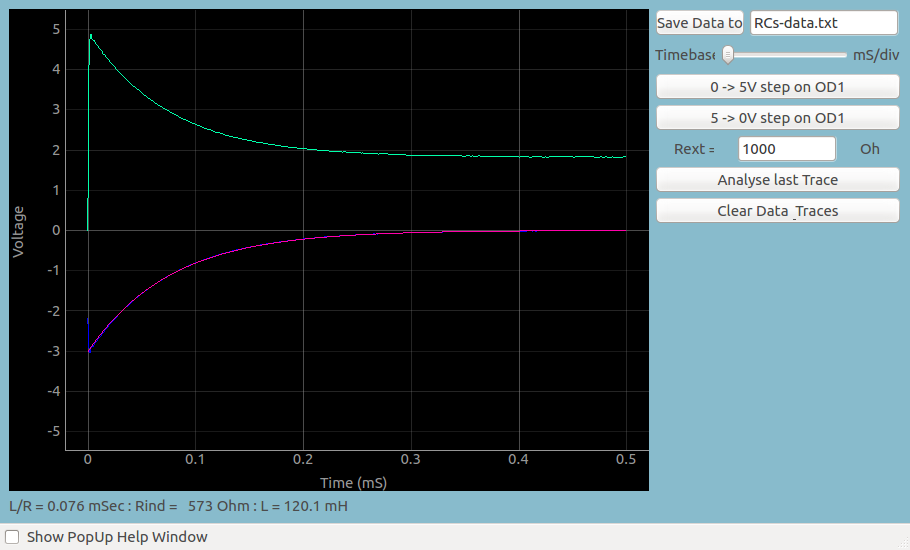 5
4
3
2
1
0
-1
-2
-3
-4
-5
Voltage
0 0.1 0.2 0.3 0.4 0.5
Time (mS)
Save Data to RCs-data.txt
Timebase mS/div
0 -> 5V step on OD1
5 -> 0V step on OD1
Rext = 1000 Oh
Analyse last Trace
Clear Data Traces
L/R = 0.076 mSec : Rind = 573 Ohm : L = 120.1 mH
Show PopUp Help Window